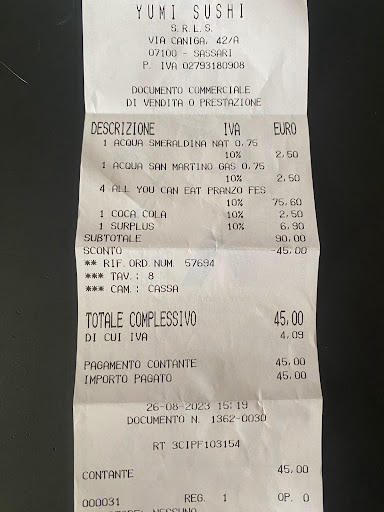 YUMI SUSHI
S.R.L.S.
VIA CANIGA, 42/A
07100 - SASSARI
P. IVA 02793180908
DOCUMENTO COMMERCIALE
DI VENDITA O PRESTAZIONE
DESCRIZIONE IVA EURO
1 ACQUA SMERALDINA NAT 0,75
10% 2,50
1 ACQUA SAN MARTINO GAS 0,75
10% 2,50
4 ALL YOU CAN EAT PRANZO FES
10% 75,60
1 COCA COLA 10% 2,50
1 SURPLUS 10% 6,90
SUBTOTALE 90,00
SCONTO -45,00
** RIF.ORD.NUM. 57694
*** TAV.: 8
*** CAM.: CASSA
TOTALE COMPLESSIVO 45,00
DI CUI IVA 4,09
PAGAMENTO CONTANTE 45,00
IMPORTO PAGATO 45,00
26-08-2023 15:19
DOCUMENTO N. 1362-0030
RT 3CIPF103154
CONTANTE 45,00
000031 REG. 1 OP. 0
NESSUNO